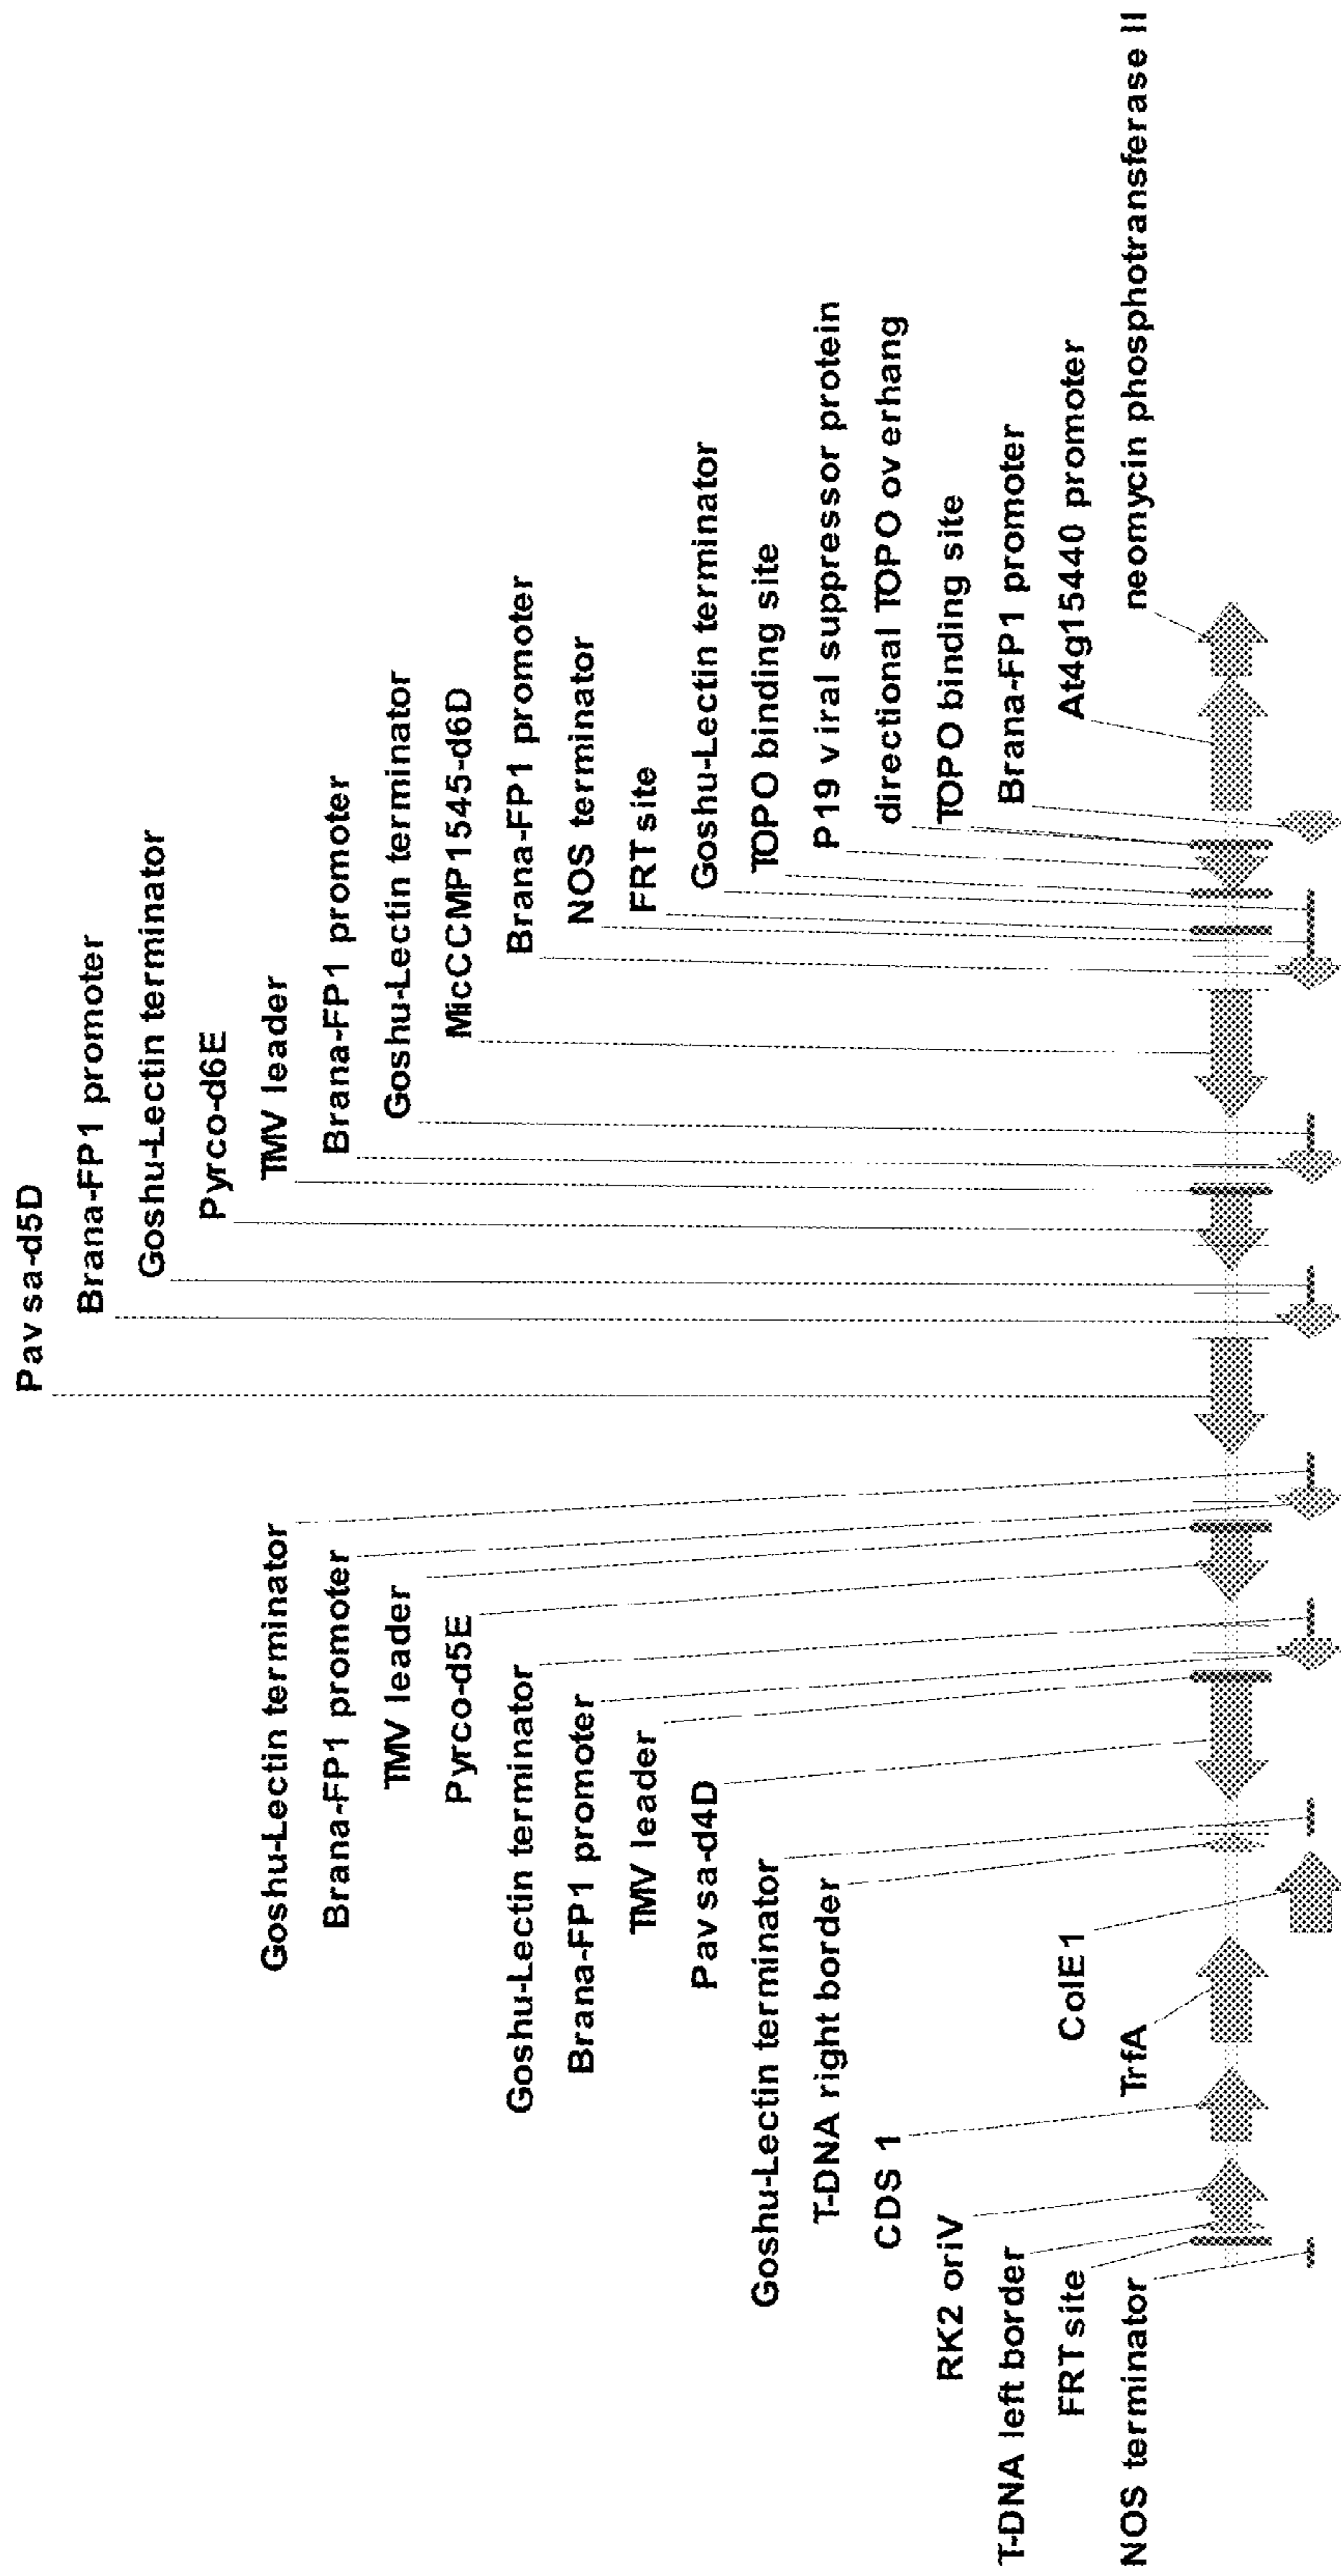 Pavsa-d5D
Brana-FP1 promoter
Goshu-Lectin terminator
Pyrco-d6E
TMV leader
Brana-FP1 promoter
Goshu-Lectin terminator
MicCCMP1545-d6D
Brana-FP1 promoter
NOS terminator
FRT site
Goshu-Lectin terminator
TOPO binding site
P19 viral suppressor protein
directional TOPO overhang
TOPO binding site
Brana-FP1 promoter
At4g15440 promoter
neomycin phosphotransferase II
Goshu-Lectin terminator
Brana-FP1 promoter
TMV leader
Pyrco-d5E
Goshu-Lectin terminator
Brana-FP1 promoter
TMV leader
Pavsa-d4D
Goshu-Lectin terminator
T-DNA right border
CDS 1
RK2 oriV
T-DNA left border
FRT site
NOS terminator
ColE1
TrfA